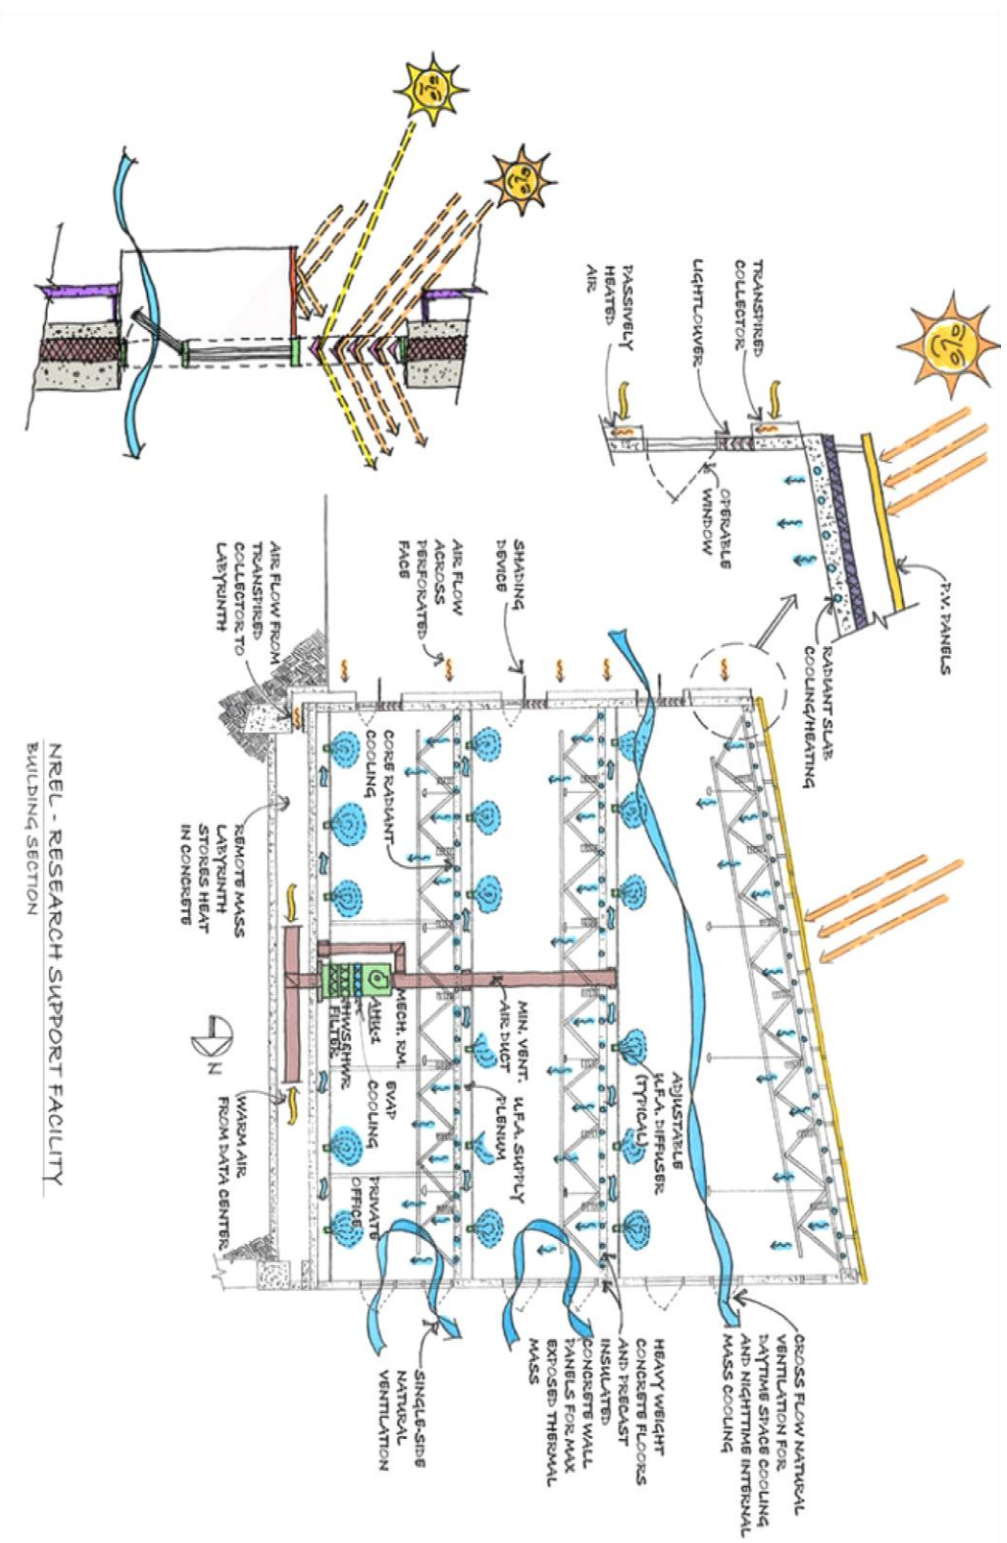 P.V. PANELS
RADIANT SLAB
COOLING/HEATING
TRANSPIRED
COLLECTOR
LIGHTLOUVER
OPERABLE
WINDOW
PASSIVELY
HEATED
AIR
SHADING
DEVICE
AIR FLOW
ACROSS
PERFORATED
FACE
AIR FLOW FROM
TRANSPIRED
COLLECTOR TO
LABYRINTH
CORE RADIANT
COOLING
REMOTE MASS
LABYRINTH
STORES HEAT
IN CONCRETE
MECH. RM.
AHU-1
HWS&HWR
FILTER
EVAP
COOLING
MIN. VENT.
AIR DUCT
U.F.A. SUPPLY
PLENUM
ADJUSTABLE
U.F.A. DIFFUSER
(TYPICAL)
PRIVATE
OFFICE
WARM AIR
FROM DATA CENTER
CROSS FLOW NATURAL
VENTILATION FOR
DAYTIME SPACE COOLING
AND NIGHTTIME INTERNAL
MASS COOLING
HEAVY WEIGHT
CONCRETE FLOORS
AND PRECAST
INSULATED
CONCRETE WALL
PANELS FOR MAX
EXPOSED THERMAL
MASS
SINGLE-SIDE
NATURAL
VENTILATION
N
NREL - RESEARCH SUPPORT FACILITY
BUILDING SECTION